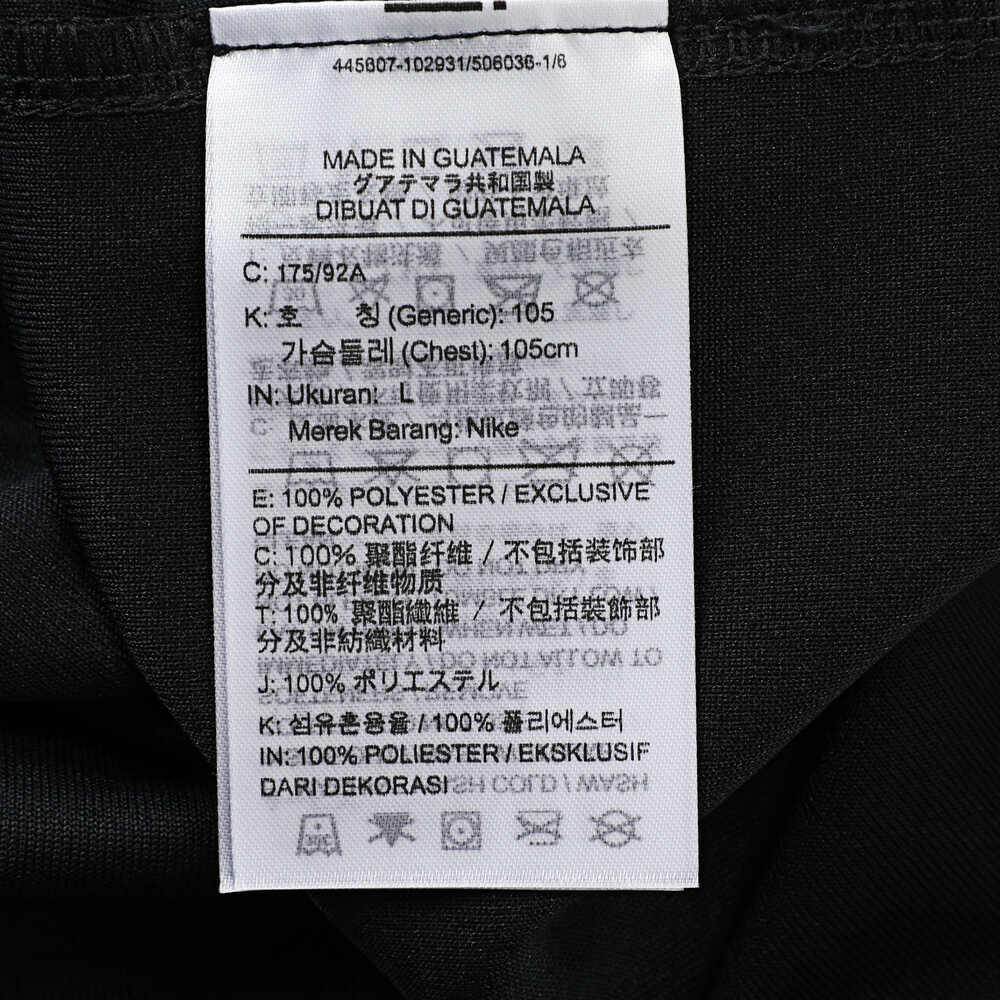 445607-102931/506036-1/6
MADE IN GUATEMALA
グアテマラ共和国製
DIBUAT DI GUATEMALA
C: 175/92A
K: 호 칭 (Generic): 105
가슴둘레 (Chest): 105cm
IN: Ukuran: L
Merek Barang: Nike
E: 100% POLYESTER / EXCLUSIVE
OF DECORATION
C: 100% 聚酯纤维 / 不包括装饰部
分及非纤维物质
T: 100% 聚酯纖維 / 不包括裝飾部
分及非紡織材料
J: 100% ポリエステル
K: 섬유혼용율 / 100% 폴리에스터
IN: 100% POLIESTER / EKSKLUSIF
DARI DEKORASI